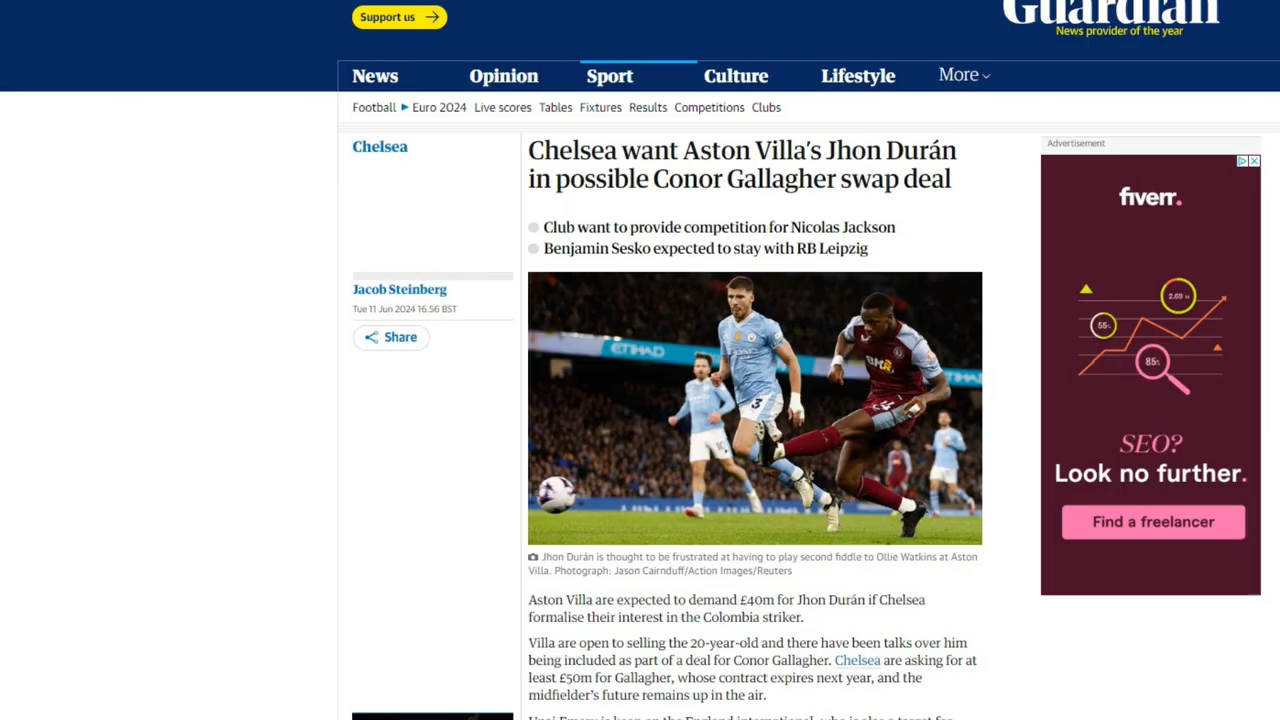 Support us
Guardian
News provider of the year
News Opinion Sport Culture Lifestyle More
Football Euro 2024 Live scores Tables Fixtures Results Competitions Clubs
Chelsea
Chelsea want Aston Villa's Jhon Durán
in possible Conor Gallagher swap deal
Club want to provide competition for Nicolas Jackson
Benjamin Sesko expected to stay with RB Leipzig
Jacob Steinberg
Tue 11 Jun 2024 16.56 BST
Share
ETIHAD
3
Jhon Durán is thought to be frustrated at having to play second fiddle to Ollie Watkins at Aston
Villa. Photograph: Jason Cairnduff/Action Images/Reuters
Aston Villa are expected to demand £40m for Jhon Durán if Chelsea
formalise their interest in the Colombia striker.
Villa are open to selling the 20-year-old and there have been talks over him
being included as part of a deal for Conor Gallagher. Chelsea are asking for at
least £50m for Gallagher, whose contract expires next year, and the
midfielder's future remains up in the air.
Advertisement
fiverr.
2.69 M
55%
85%
SEO?
Look no further.
Find a freelancer